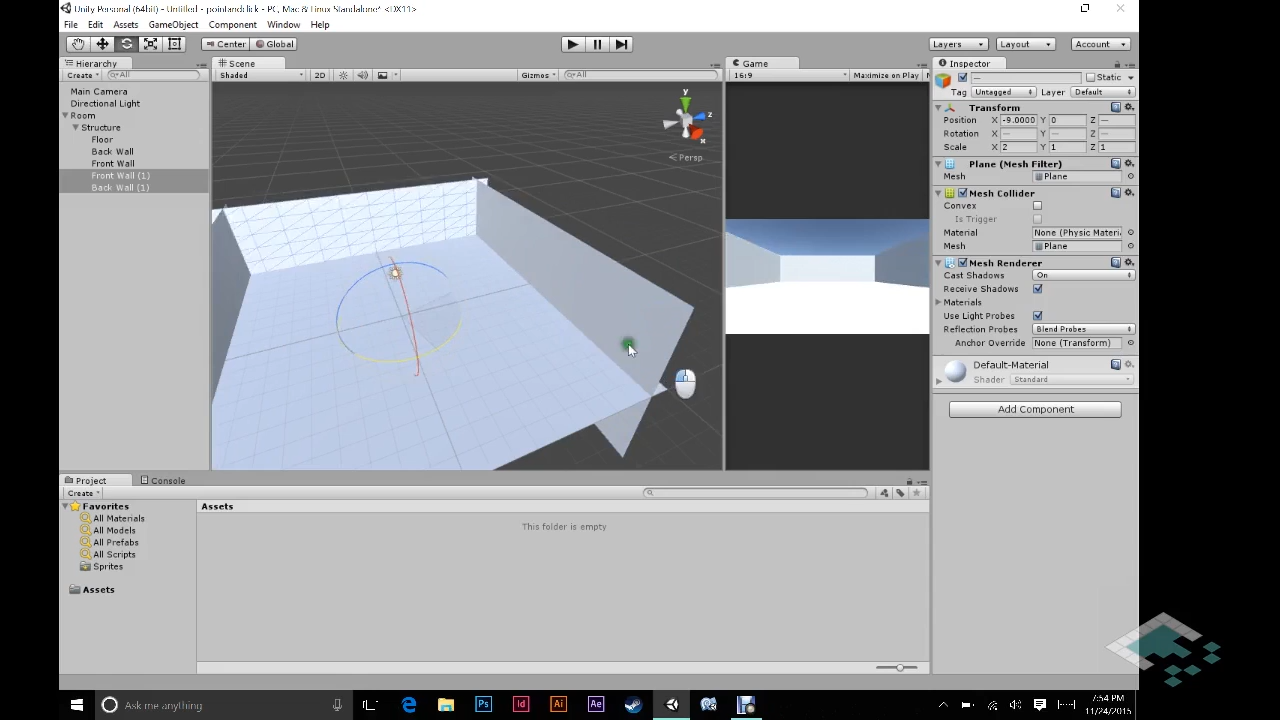 Unity Personal (64bit) - Untitled - pointandclick - PC, Mac & Linux Standalone* <DX11>
File Edit Assets GameObject Component Window Help
Center Global Layers Layout Account
Hierarchy
Create All
Main Camera
Directional Light
Room
Structure
Floor
Back Wall
Front Wall
Front Wall (1)
Back Wall (1)
Scene
Shaded 2D Gizmos All
y
z
x
Persp
Game
16:9 Maximize on Play
Inspector
— Static
Tag Untagged Layer Default
Transform
Position X -9.0000 Y 0 Z —
Rotation X — Y — Z —
Scale X 2 Y 1 Z 1
Plane (Mesh Filter)
Mesh Plane
Mesh Collider
Convex
Is Trigger
Material None (Physic Materi
Mesh Plane
Mesh Renderer
Cast Shadows On
Receive Shadows
Materials
Use Light Probes
Reflection Probes Blend Probes
Anchor Override None (Transform)
Default-Material
Shader Standard
Add Component
Project Console
Create
Favorites
All Materials
All Models
All Prefabs
All Scripts
Sprites
Assets
Assets
This folder is empty
Ask me anything
Ps Id Ai Ae
7:54 PM
11/24/2015